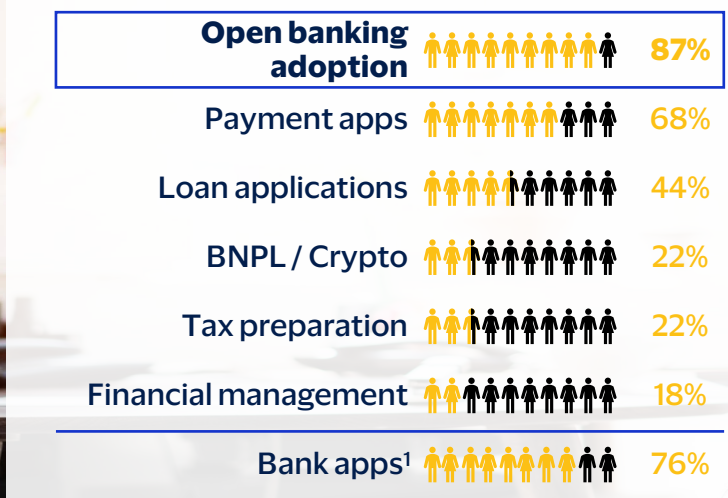 Open banking
adoption 87%
Payment apps 68%
Loan applications 44%
BNPL / Crypto 22%
Tax preparation 22%
Financial management 18%
Bank apps¹ 76%